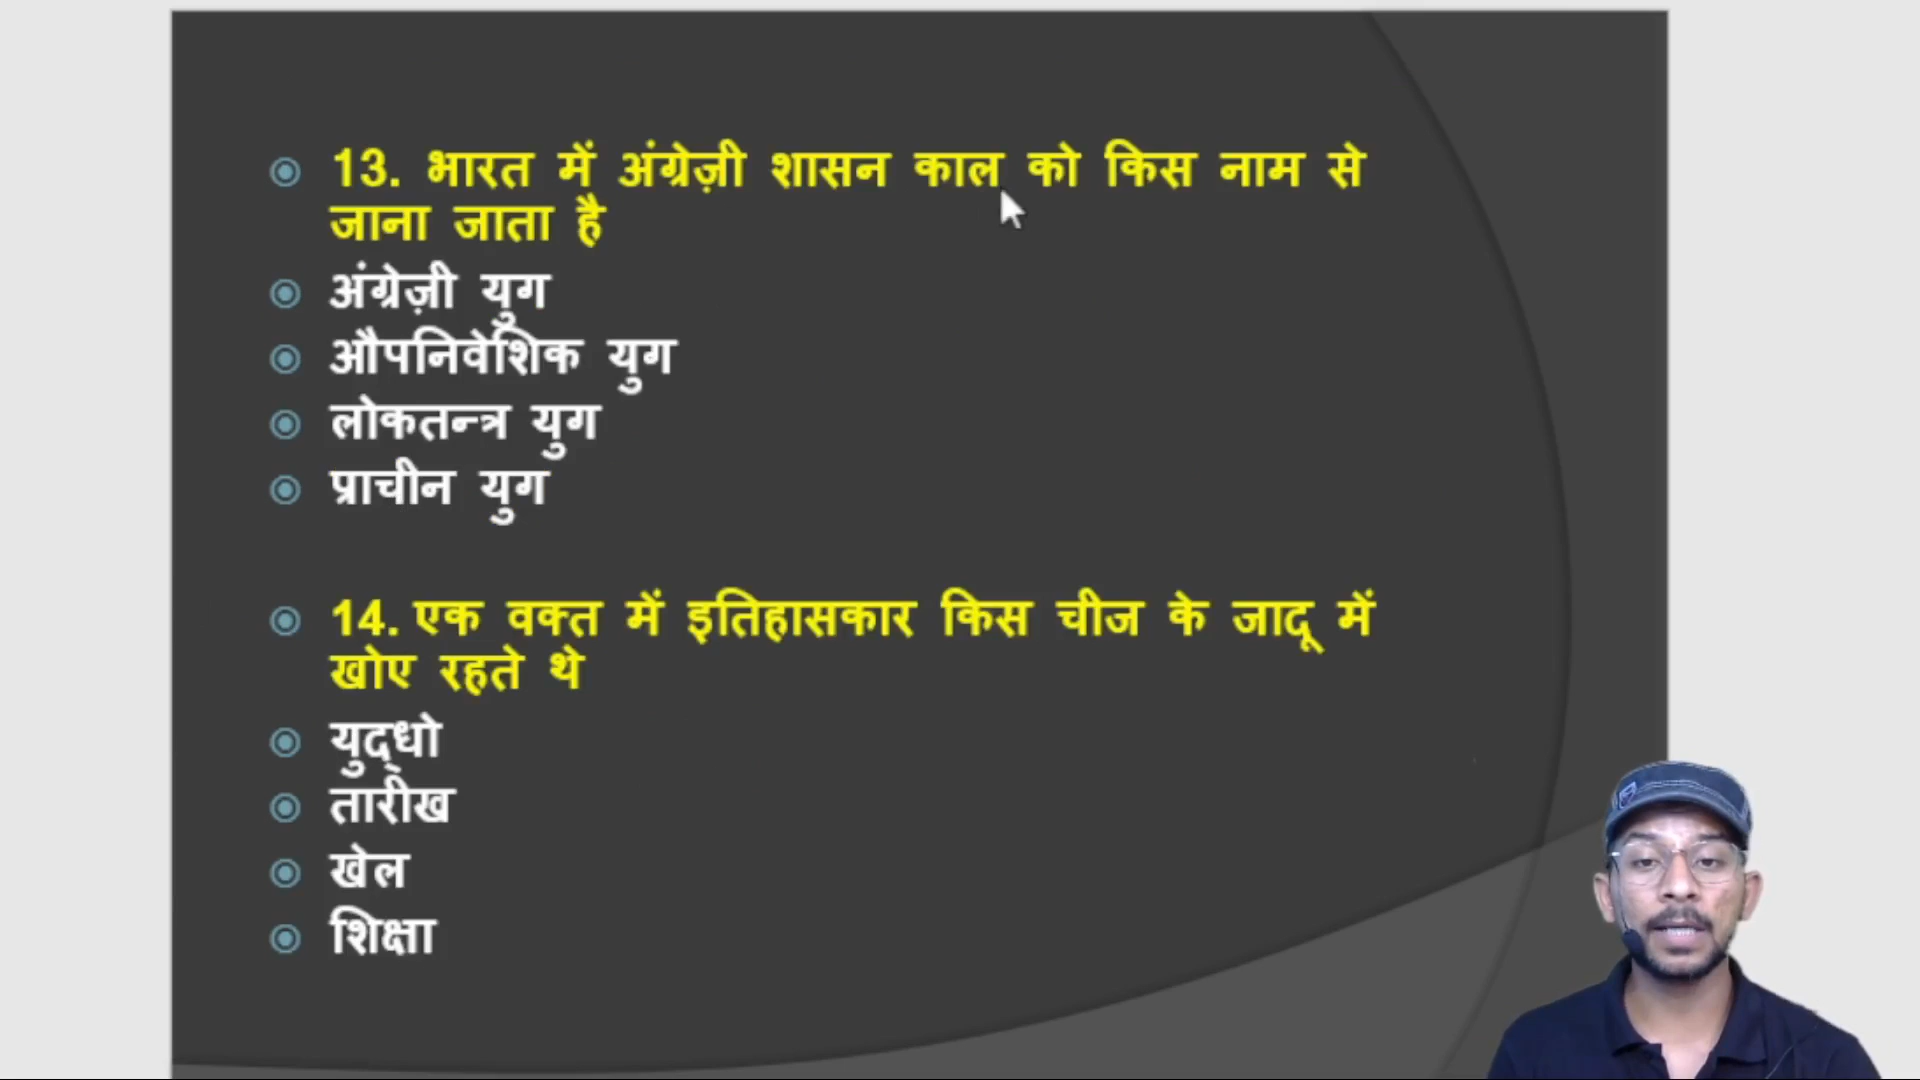 13. भारत में अंग्रेज़ी शासन काल को किस नाम से
जाना जाता है
अंग्रेज़ी युग
औपनिवेशिक युग
लोकतन्त्र युग
प्राचीन युग
14. एक वक्त में इतिहासकार किस चीज के जादू में
खोए रहते थे
युद्धो
तारीख
खेल
शिक्षा